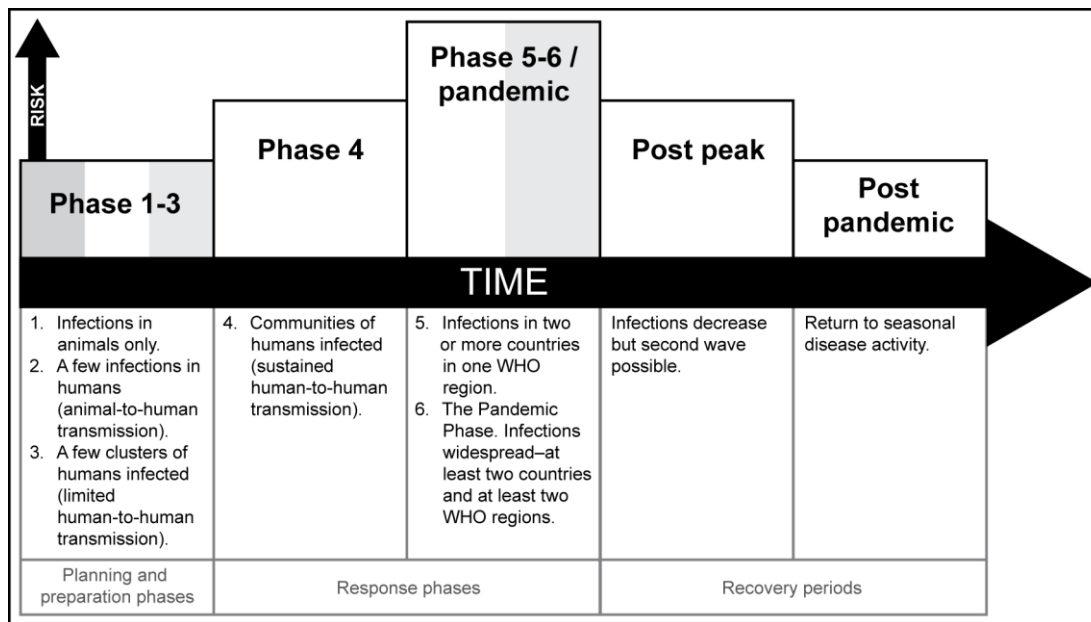 RISK
Phase 1-3
Phase 4
Phase 5-6 /
pandemic
Post peak
Post
pandemic
TIME
1. Infections in
animals only.
2. A few infections in
humans
(animal-to-human
transmission).
3. A few clusters of
humans infected
(limited
human-to-human
transmission).
4. Communities of
humans infected
(sustained
human-to-human
transmission).
5. Infections in two
or more countries
in one WHO
region.
6. The Pandemic
Phase. Infections
widespread–at
least two countries
and at least two
WHO regions.
Infections decrease
but second wave
possible.
Return to seasonal
disease activity.
Planning and
preparation phases
Response phases
Recovery periods